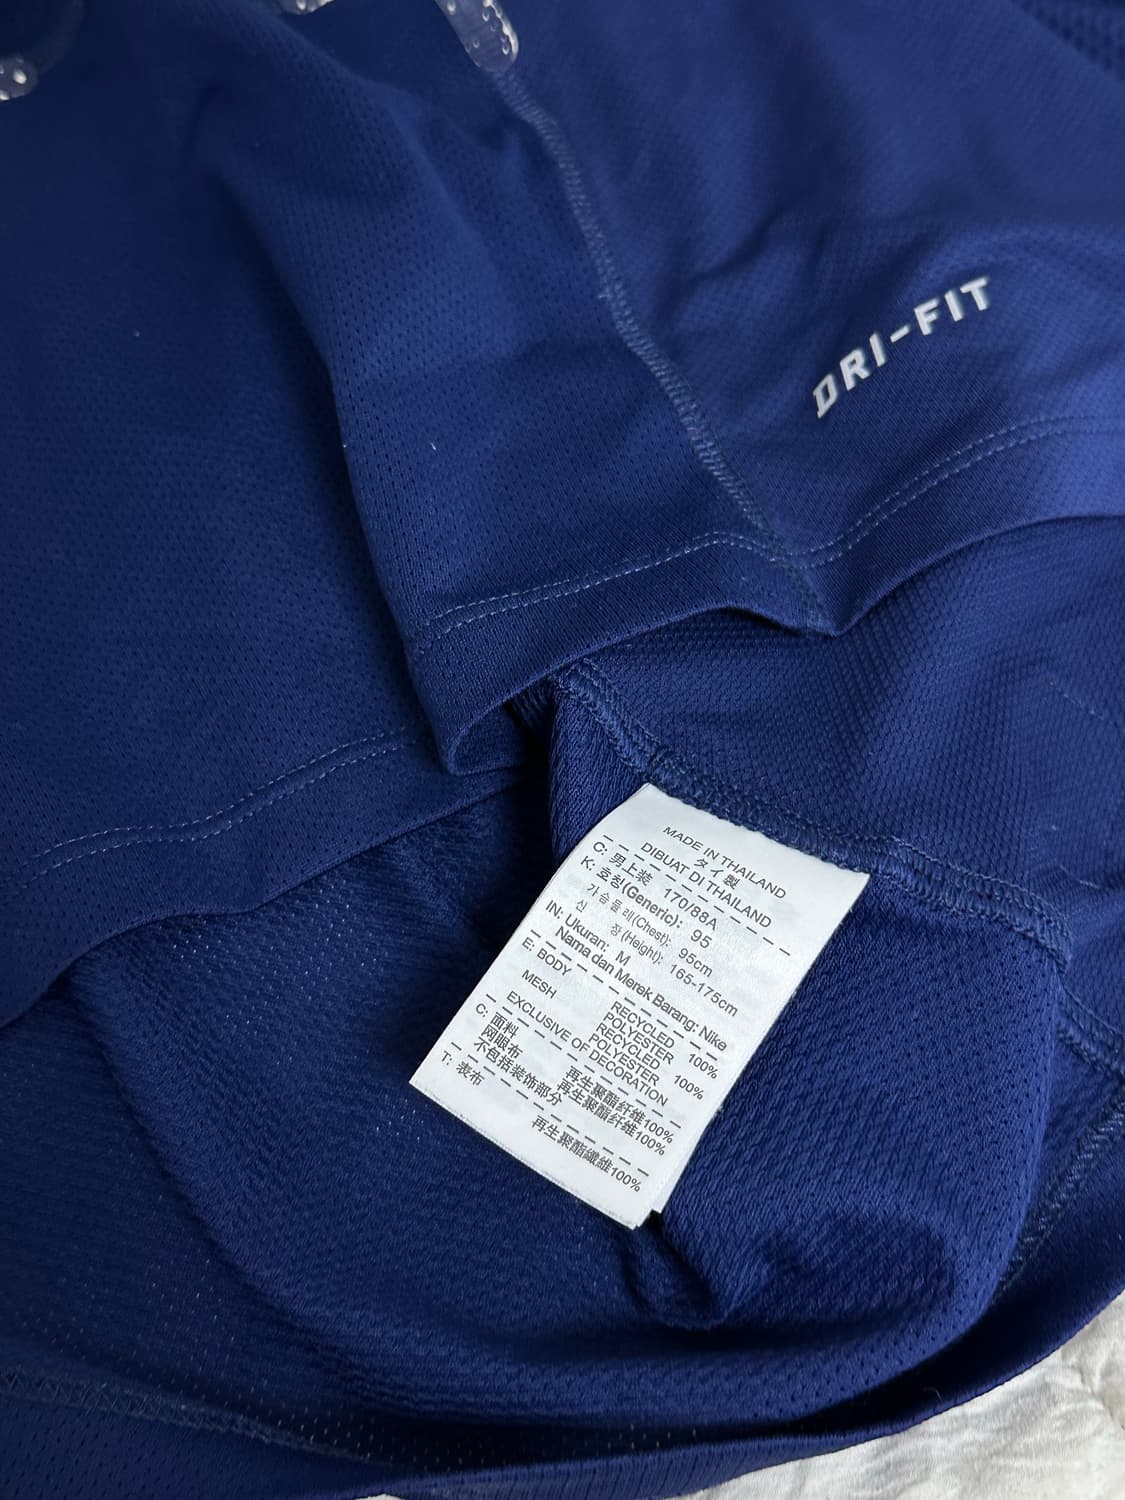 DRI-FIT
MADE IN THAILAND
タイ製
DIBUAT DI THAILAND
C: 男上装 170/88A
K: 호칭(Generic): 95
가슴둘레(Chest): 95cm
신 장(Height): 165-175cm
IN: Ukuran: M
Nama dan Merek Barang: Nike
E: BODY
RECYCLED
POLYESTER 100%
MESH
RECYCLED
POLYESTER 100%
EXCLUSIVE OF DECORATION
C: 面料 再生聚酯纤维100%
网眼布 再生聚酯纤维100%
不包括装饰部分
T: 表布 再生聚酯纖維100%